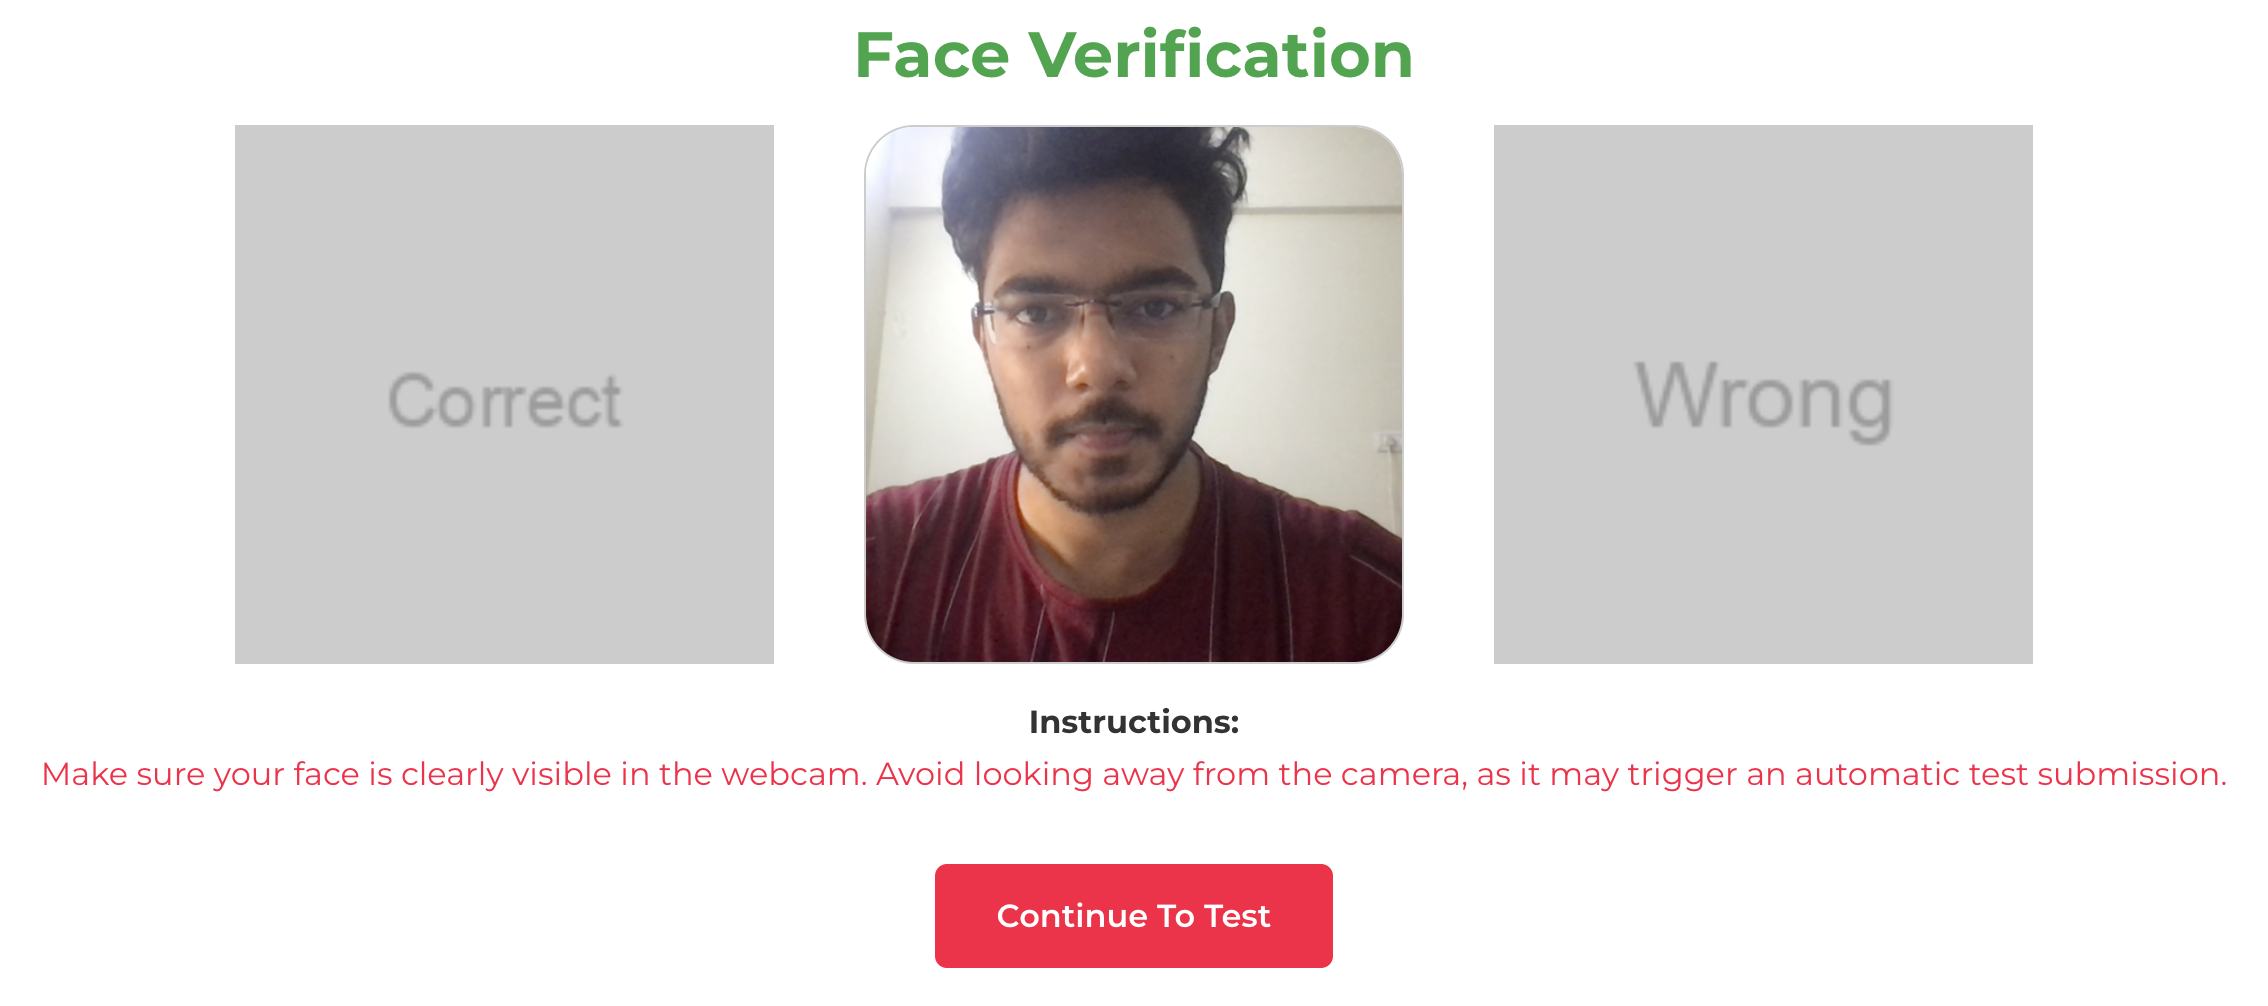 Face Verification
Correct
Wrong
Instructions:
Make sure your face is clearly visible in the webcam. Avoid looking away from the camera, as it may trigger an automatic test submission.
Continue To Test